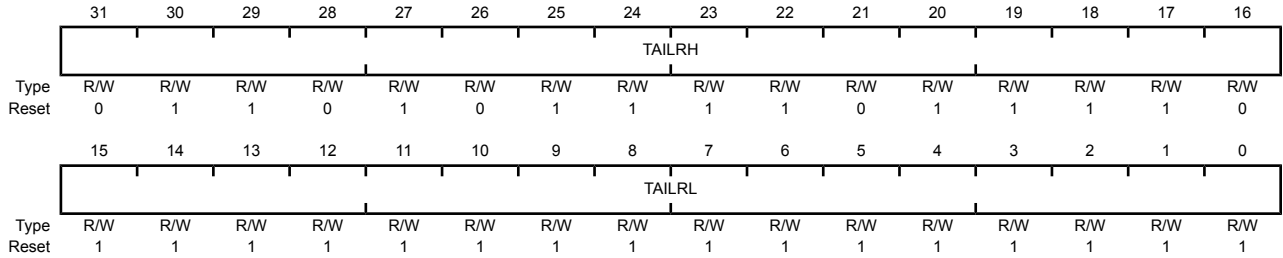 31 30 29 28 27 26 25 24 23 22 21 20 19 18 17 16
TAILRH
Type R/W R/W R/W R/W R/W R/W R/W R/W R/W R/W R/W R/W R/W R/W R/W R/W
Reset 0 1 1 0 1 0 1 1 1 1 0 1 1 1 1 0
15 14 13 12 11 10 9 8 7 6 5 4 3 2 1 0
TAILRL
Type R/W R/W R/W R/W R/W R/W R/W R/W R/W R/W R/W R/W R/W R/W R/W R/W
Reset 1 1 1 1 1 1 1 1 1 1 1 1 1 1 1 1